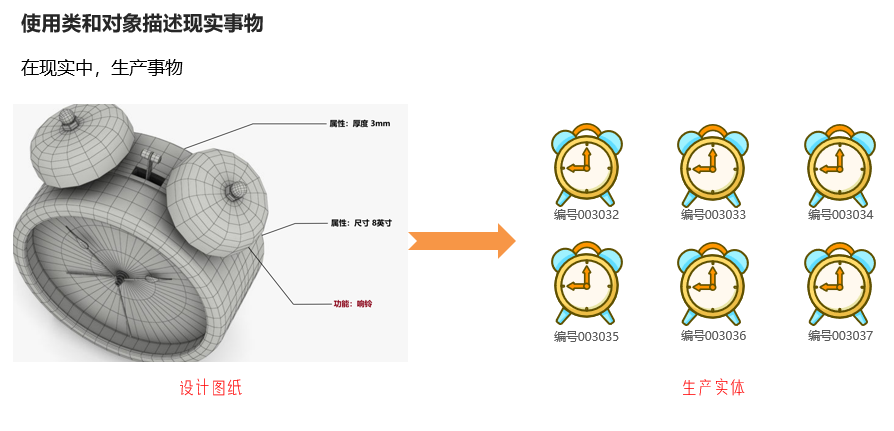 使用类和对象描述现实事物
在现实中，生产事物
属性：厚度 3mm
属性：尺寸 8英寸
功能：响铃
设计图纸
编号003032
编号003033
编号003034
编号003035
编号003036
编号003037
生产实体